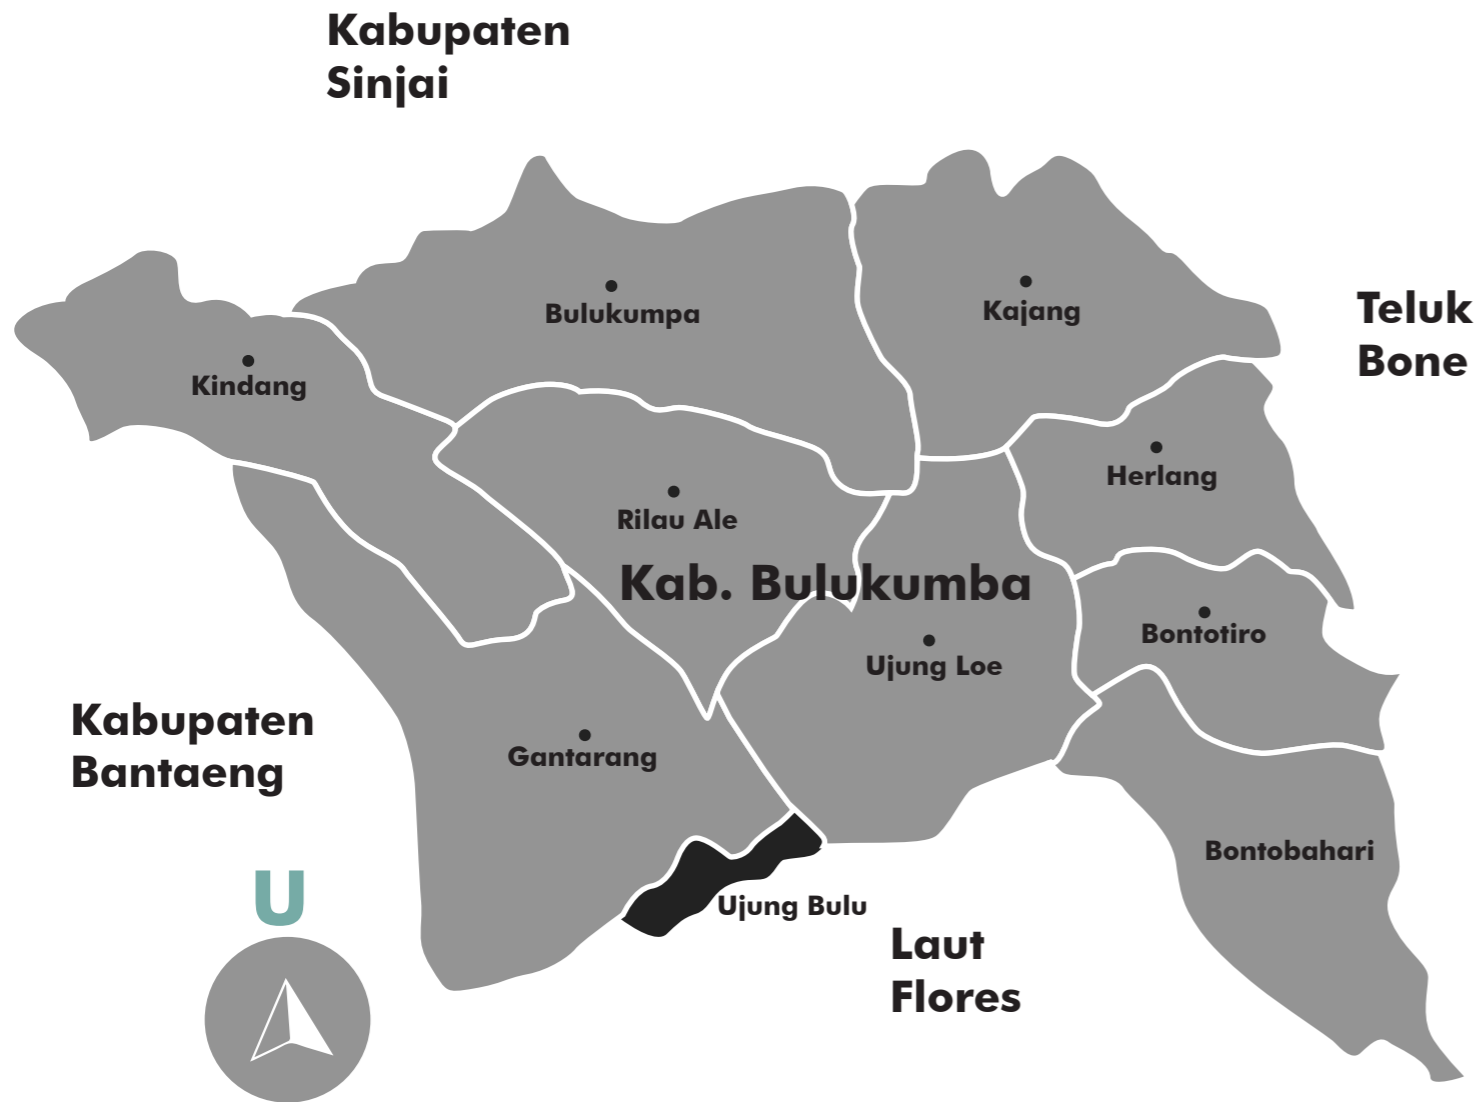 Kabupaten
Sinjai
Bulukumpa
Kajang
Teluk
Bone
Kindang
Herlang
Rilau Ale
Kab. Bulukumba
Bontotiro
Ujung Loe
Kabupaten
Bantaeng
Gantarang
Bontobahari
U
Ujung Bulu
Laut
Flores